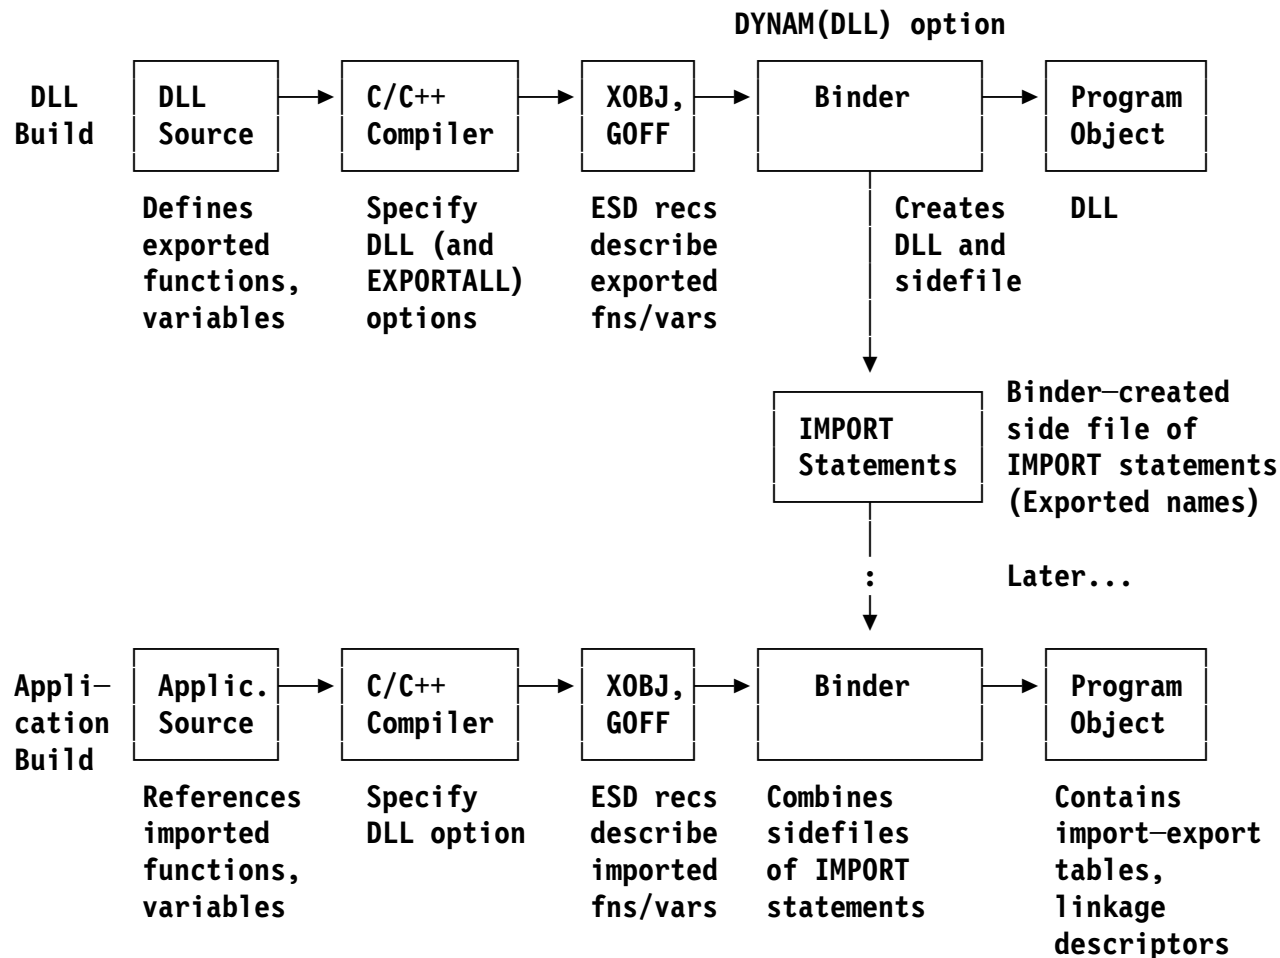 DYNAM(DLL) option
DLL Build
DLL Source
C/C++ Compiler
XOBJ, GOFF
Binder
Program Object
Defines exported functions, variables
Specify DLL (and EXPORTALL) options
ESD recs describe exported fns/vars
Creates DLL and sidefile
DLL
IMPORT Statements
Binder–created side file of IMPORT statements (Exported names)
:
Later...
Appli–cation Build
Applic. Source
C/C++ Compiler
XOBJ, GOFF
Binder
Program Object
References imported functions, variables
Specify DLL option
ESD recs describe imported fns/vars
Combines sidefiles of IMPORT statements
Contains import–export tables, linkage descriptors